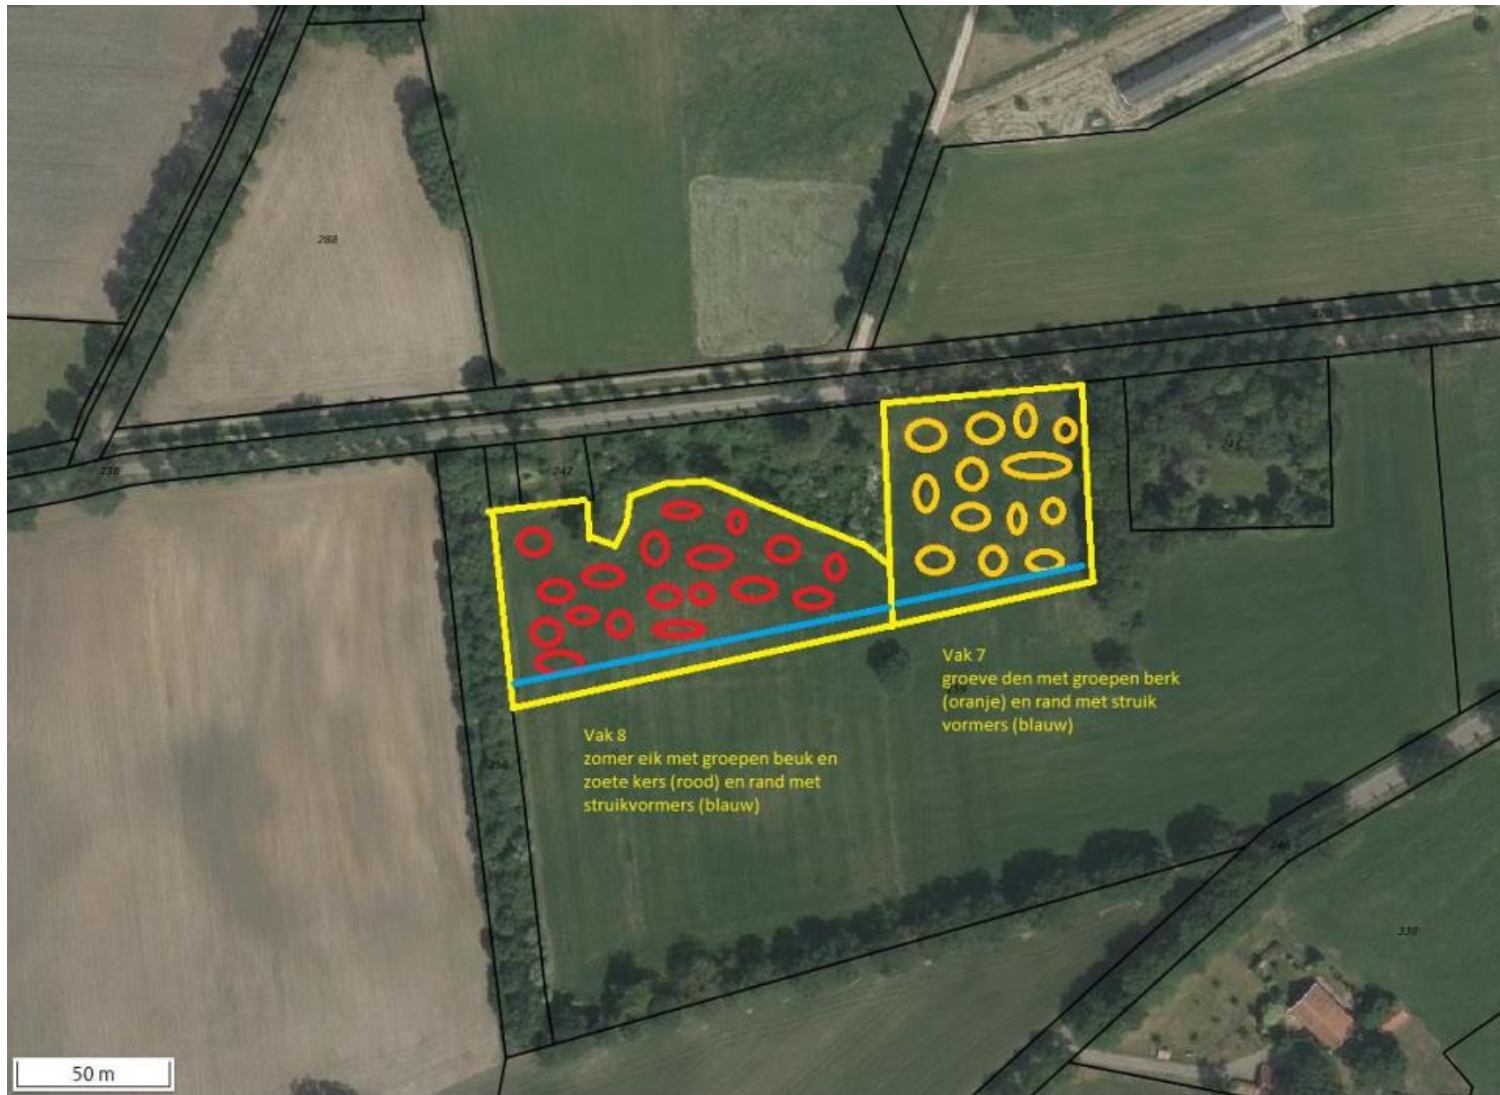 288
247
238
Vak 7
groeve den met groepen berk
(oranje) en rand met struik
vormers (blauw)
Vak 8
zomer eik met groepen beuk en
zoete kers (rood) en rand met
struikvormers (blauw)
246
330
50 m